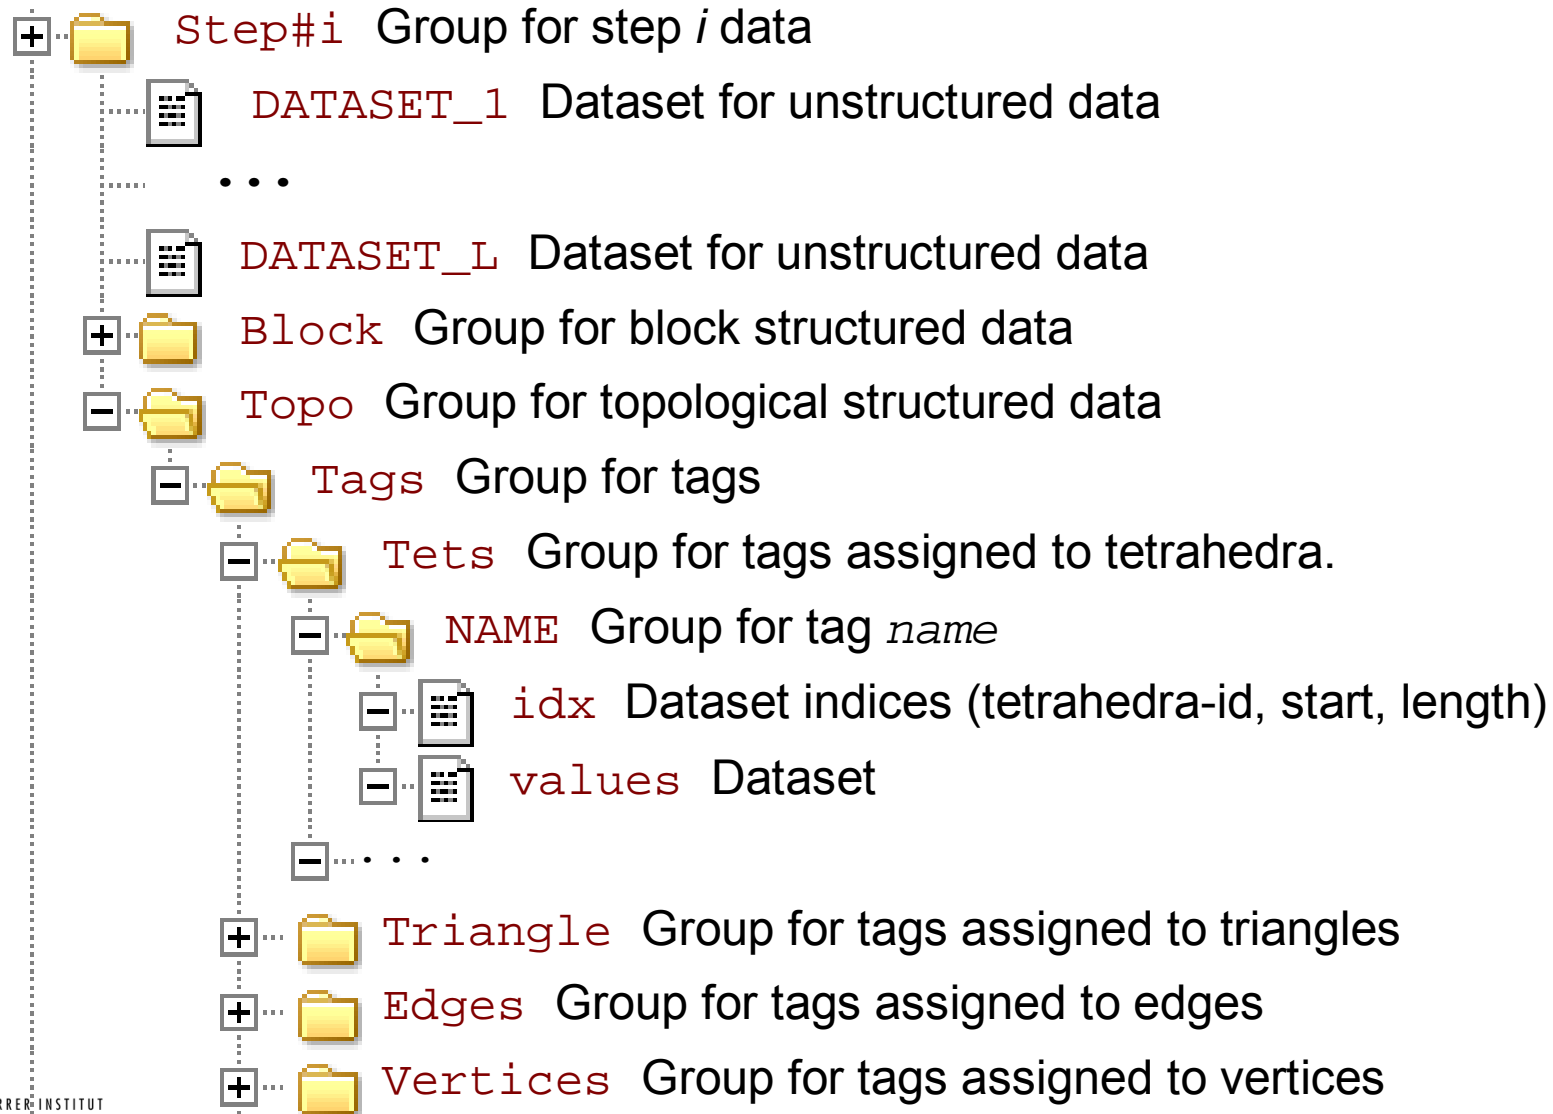 Step#i Group for step i data
DATASET_1 Dataset for unstructured data
...
DATASET_L Dataset for unstructured data
Block Group for block structured data
Topo Group for topological structured data
Tags Group for tags
Tets Group for tags assigned to tetrahedra.
NAME Group for tag name
idx Dataset indices (tetrahedra-id, start, length)
values Dataset
...
Triangle Group for tags assigned to triangles
Edges Group for tags assigned to edges
Vertices Group for tags assigned to vertices
RRER INSTITUT